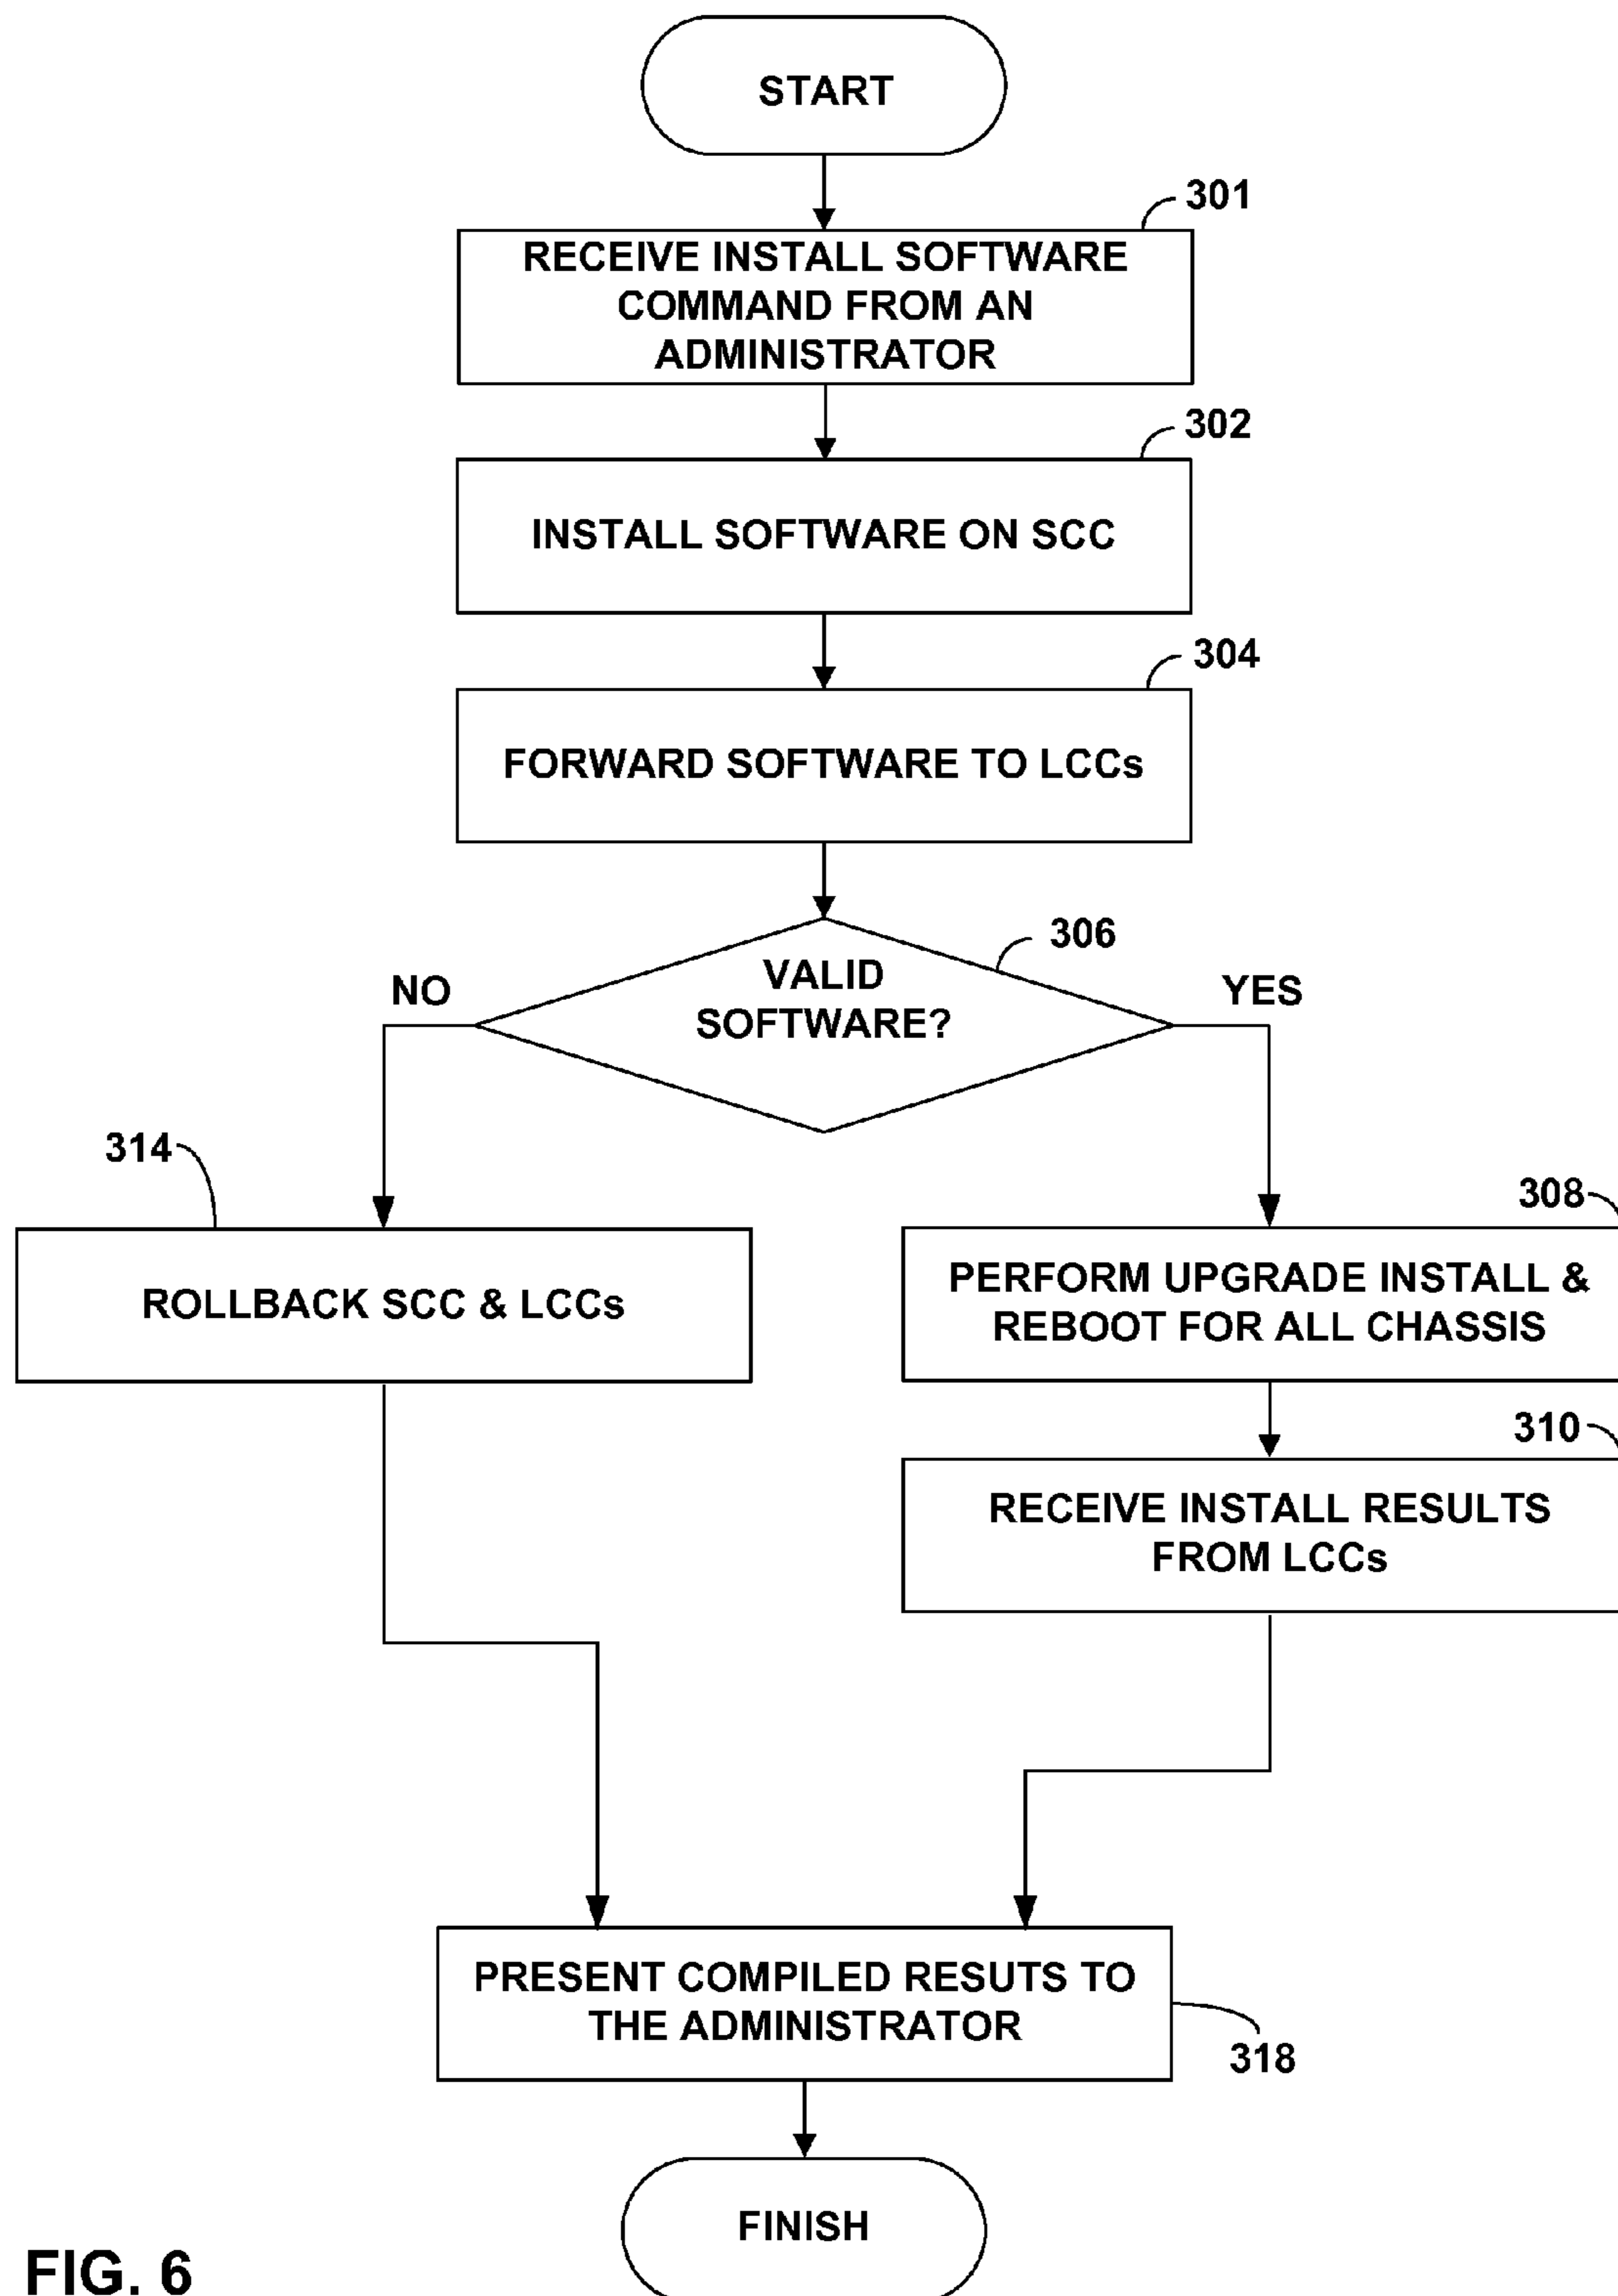 START
301
RECEIVE INSTALL SOFTWARE
COMMAND FROM AN
ADMINISTRATOR
302
INSTALL SOFTWARE ON SCC
304
FORWARD SOFTWARE TO LCCs
306
VALID
SOFTWARE?
NO
YES
314
ROLLBACK SCC & LCCs
308
PERFORM UPGRADE INSTALL &
REBOOT FOR ALL CHASSIS
310
RECEIVE INSTALL RESULTS
FROM LCCs
PRESENT COMPILED RESUTS TO
THE ADMINISTRATOR
318
FINISH
FIG. 6